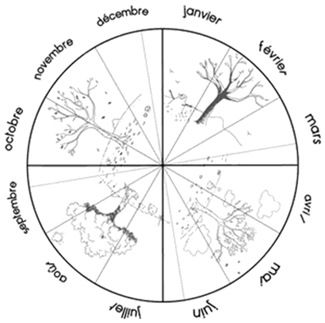 janvier
février
mars
avril
mai
juin
juillet
août
septembre
octobre
novembre
décembre